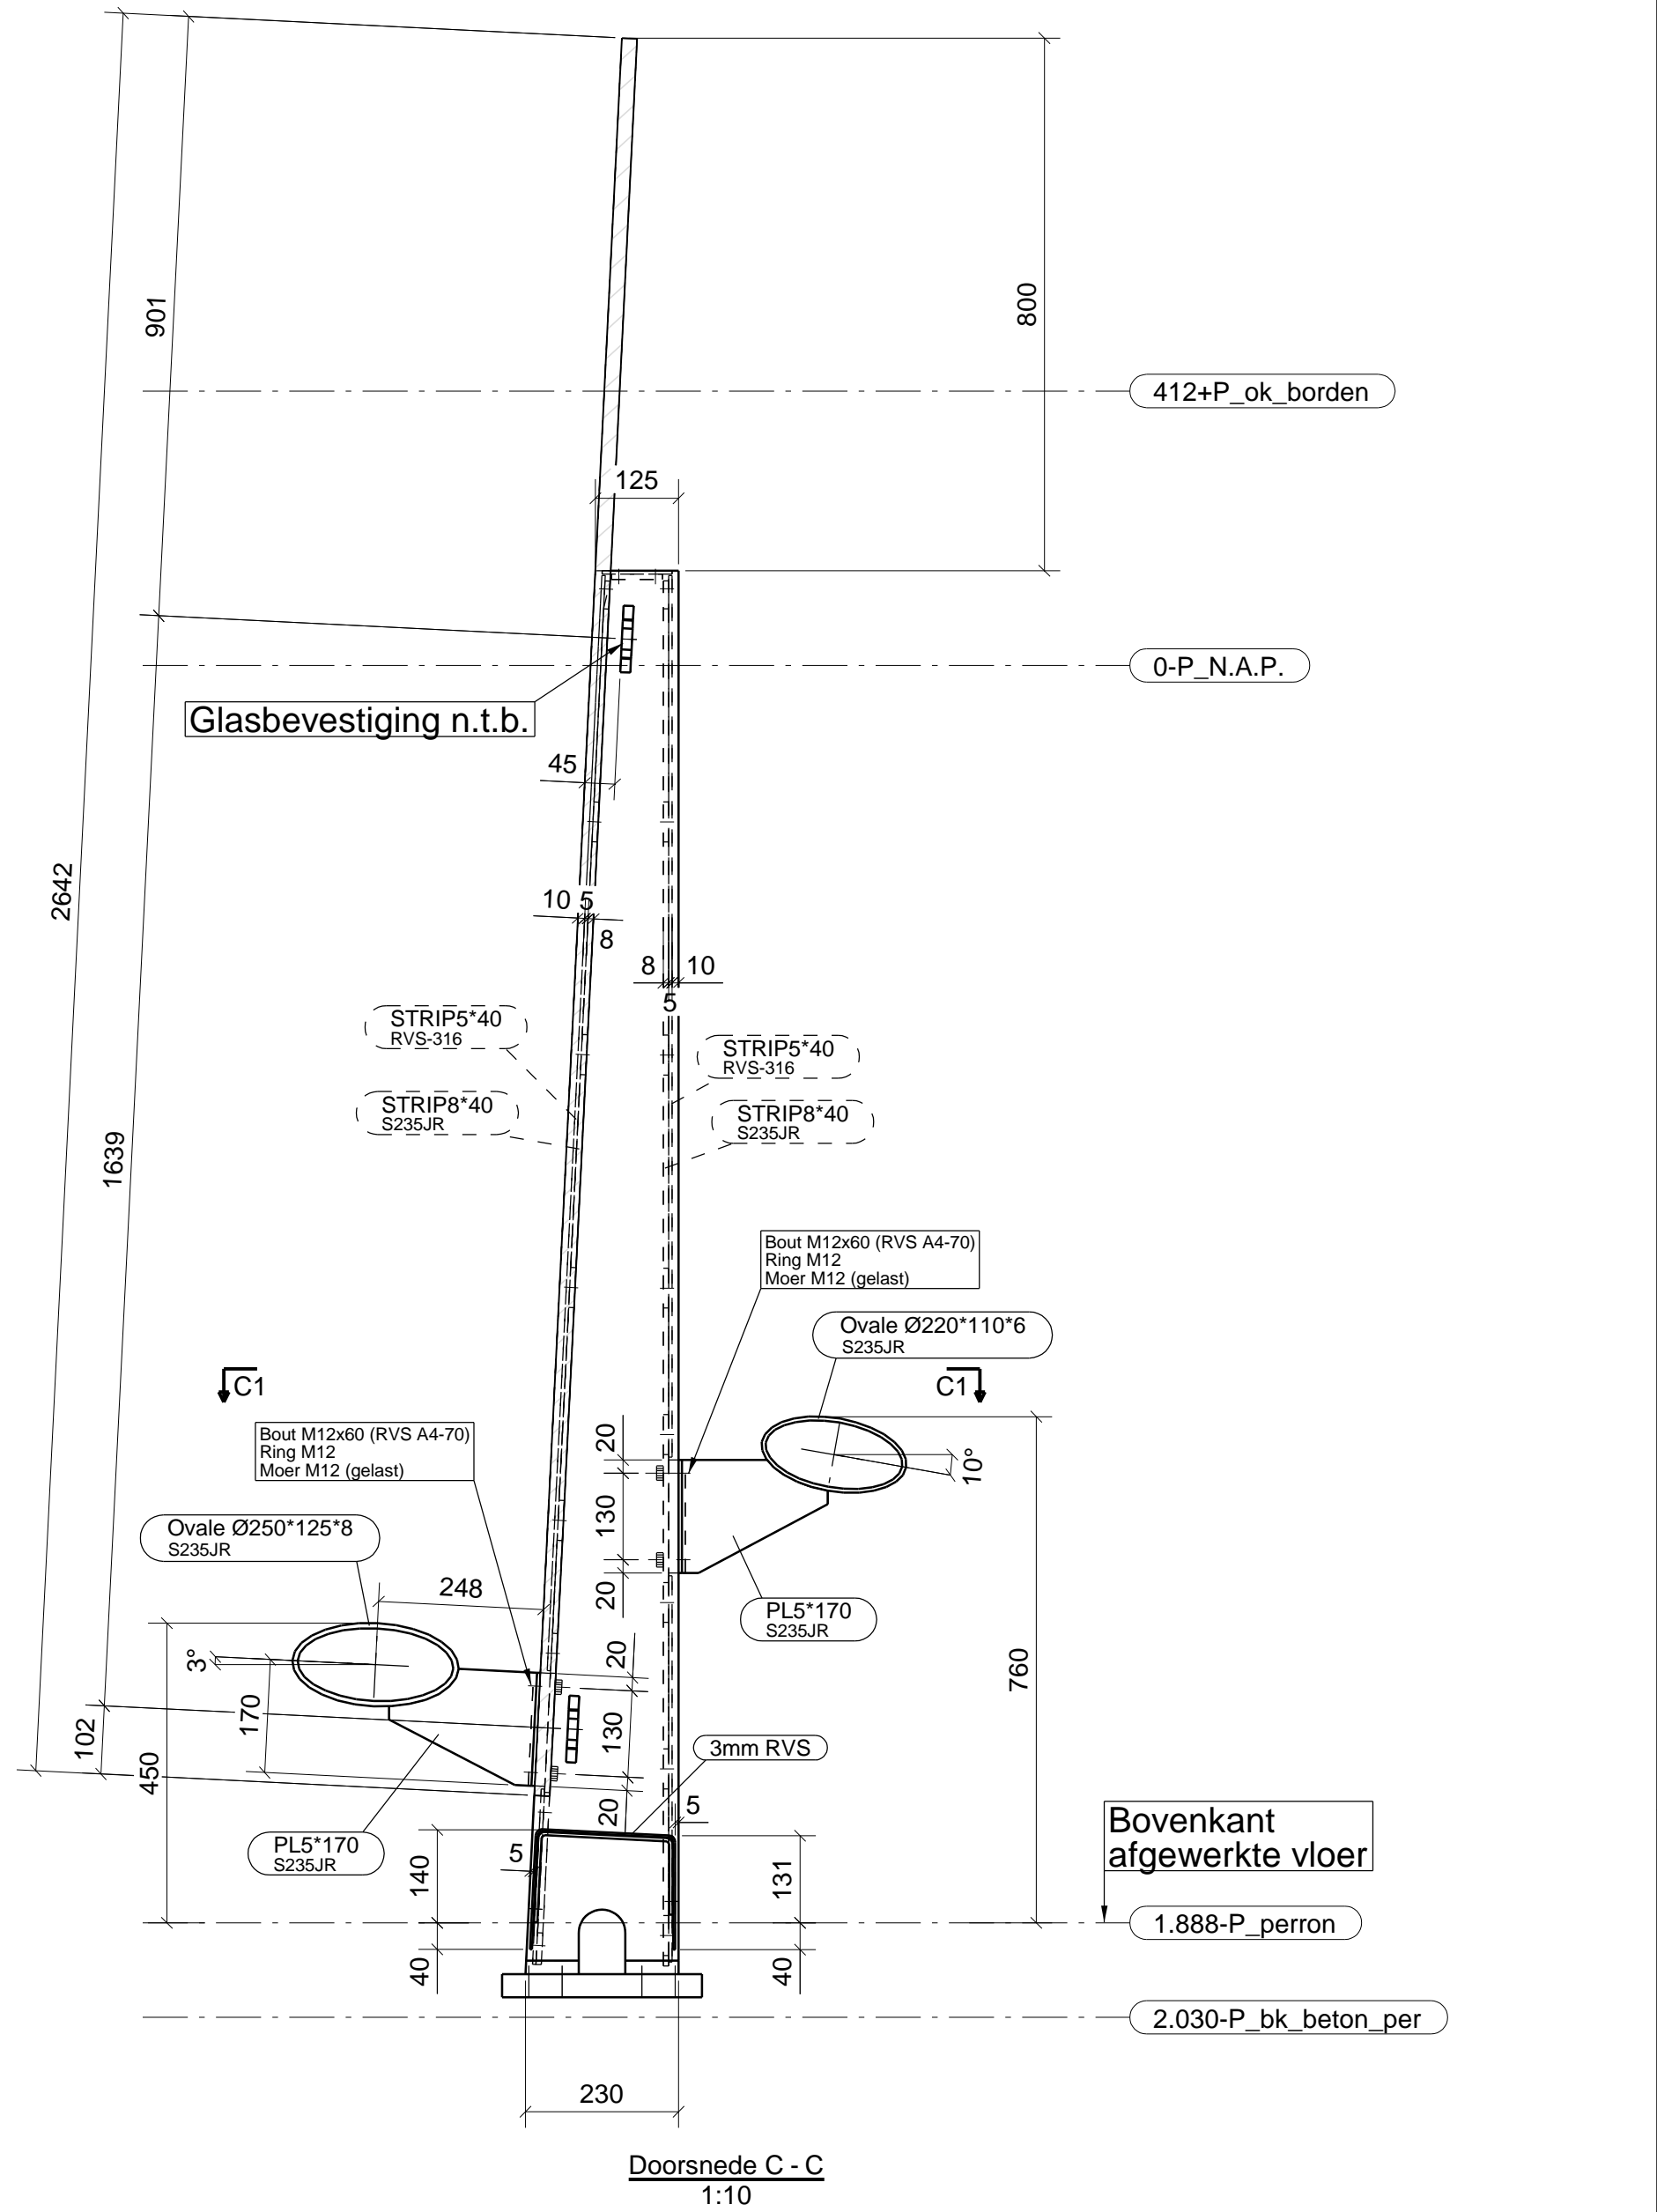 901
800
412+P_ok_borden
125
0-P_N.A.P.
Glasbevestiging n.t.b.
45
2642
10 5
8
8 10
5
STRIP5*40
RVS-316
STRIP5*40
RVS-316
STRIP8*40
S235JR
STRIP8*40
S235JR
1639
Bout M12x60 (RVS A4-70)
Ring M12
Moer M12 (gelast)
Ovale Ø220*110*6
S235JR
C1
C1
Bout M12x60 (RVS A4-70)
Ring M12
Moer M12 (gelast)
20
10°
130
Ovale Ø250*125*8
S235JR
248
20
PL5*170
S235JR
3°
20
760
170
130
102
450
3mm RVS
20
5
Bovenkant
afgewerkte vloer
PL5*170
S235JR
5
140
131
1.888-P_perron
40
40
2.030-P_bk_beton_per
230
Doorsnede C - C
1:10